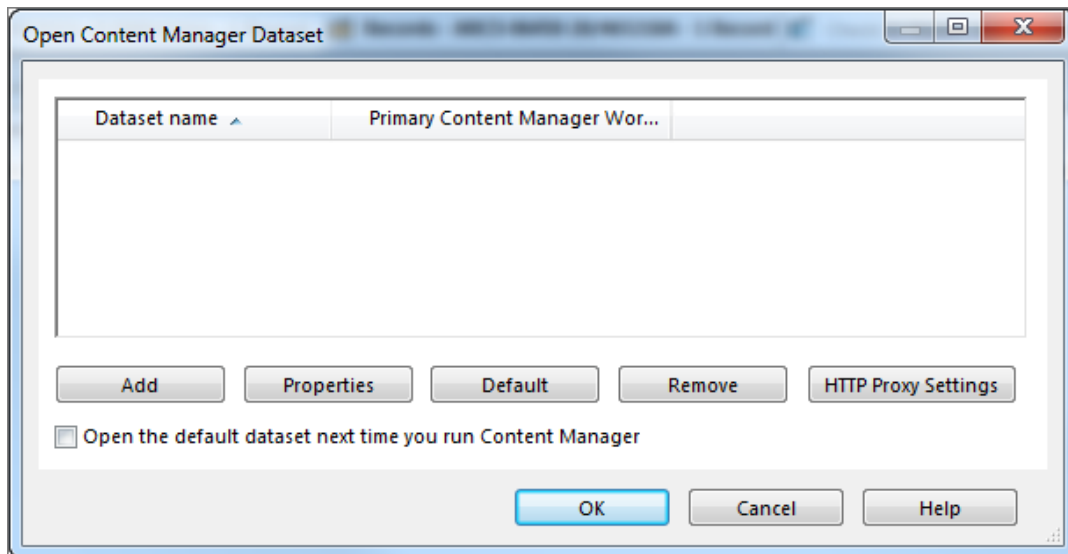 Open Content Manager Dataset
Dataset name Primary Content Manager Wor...
Add Properties Default Remove HTTP Proxy Settings
Open the default dataset next time you run Content Manager
OK Cancel Help